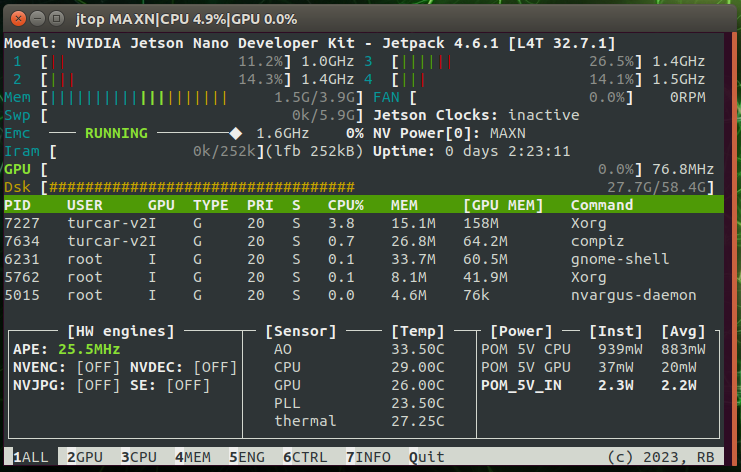 jtop MAXN|CPU 4.9%|GPU 0.0%
Model: NVIDIA Jetson Nano Developer Kit - Jetpack 4.6.1 [L4T 32.7.1]
1 [|| 11.2%] 1.0GHz 3 [|||||| 26.5%] 1.4GHz
2 [||| 14.3%] 1.4GHz 4 [||| 14.1%] 1.5GHz
Mem [|||||||||||||||||||| 1.5G/3.9G] FAN [ 0.0%] 0RPM
Swp [ 0k/5.9G] Jetson Clocks: inactive
Emc RUNNING 1.6GHz 0% NV Power[0]: MAXN
Iram [ 0k/252k](lfb 252kB) Uptime: 0 days 2:23:11
GPU [ 0.0%] 76.8MHz
Dsk [################################## 27.7G/58.4G]
PID USER GPU TYPE PRI S CPU% MEM [GPU MEM] Command
7227 turcar-v2I G 20 S 3.8 15.1M 158M Xorg
7634 turcar-v2I G 20 S 0.7 26.8M 64.2M compiz
6231 root I G 20 S 0.1 33.7M 60.5M gnome-shell
5762 root I G 20 S 0.1 8.1M 41.9M Xorg
5015 root I G 20 S 0.0 4.6M 76k nvargus-daemon
[HW engines] [Sensor] [Temp] [Power] [Inst] [Avg]
APE: 25.5MHz AO 33.50C POM 5V CPU 939mW 883mW
NVENC: [OFF] NVDEC: [OFF] CPU 29.00C POM 5V GPU 37mW 20mW
NVJPG: [OFF] SE: [OFF] GPU 26.00C POM_5V_IN 2.3W 2.2W
PLL 23.50C
thermal 27.25C
1ALL 2GPU 3CPU 4MEM 5ENG 6CTRL 7INFO Quit (c) 2023, RB